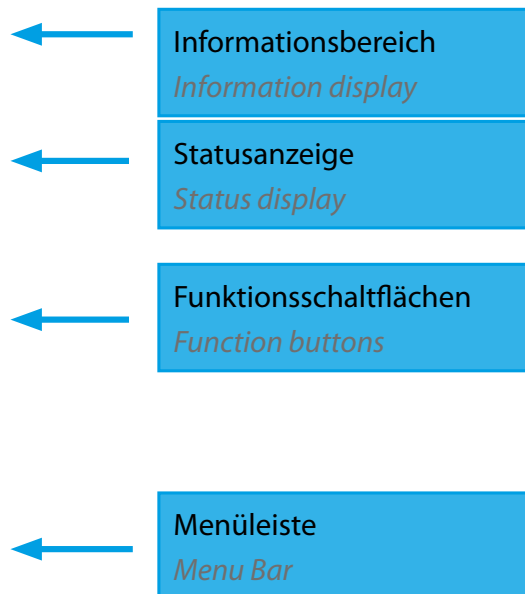 Informationsbereich
Information display
Statusanzeige
Status display
Funktionsschaltflächen
Function buttons
Menüleiste
Menu Bar